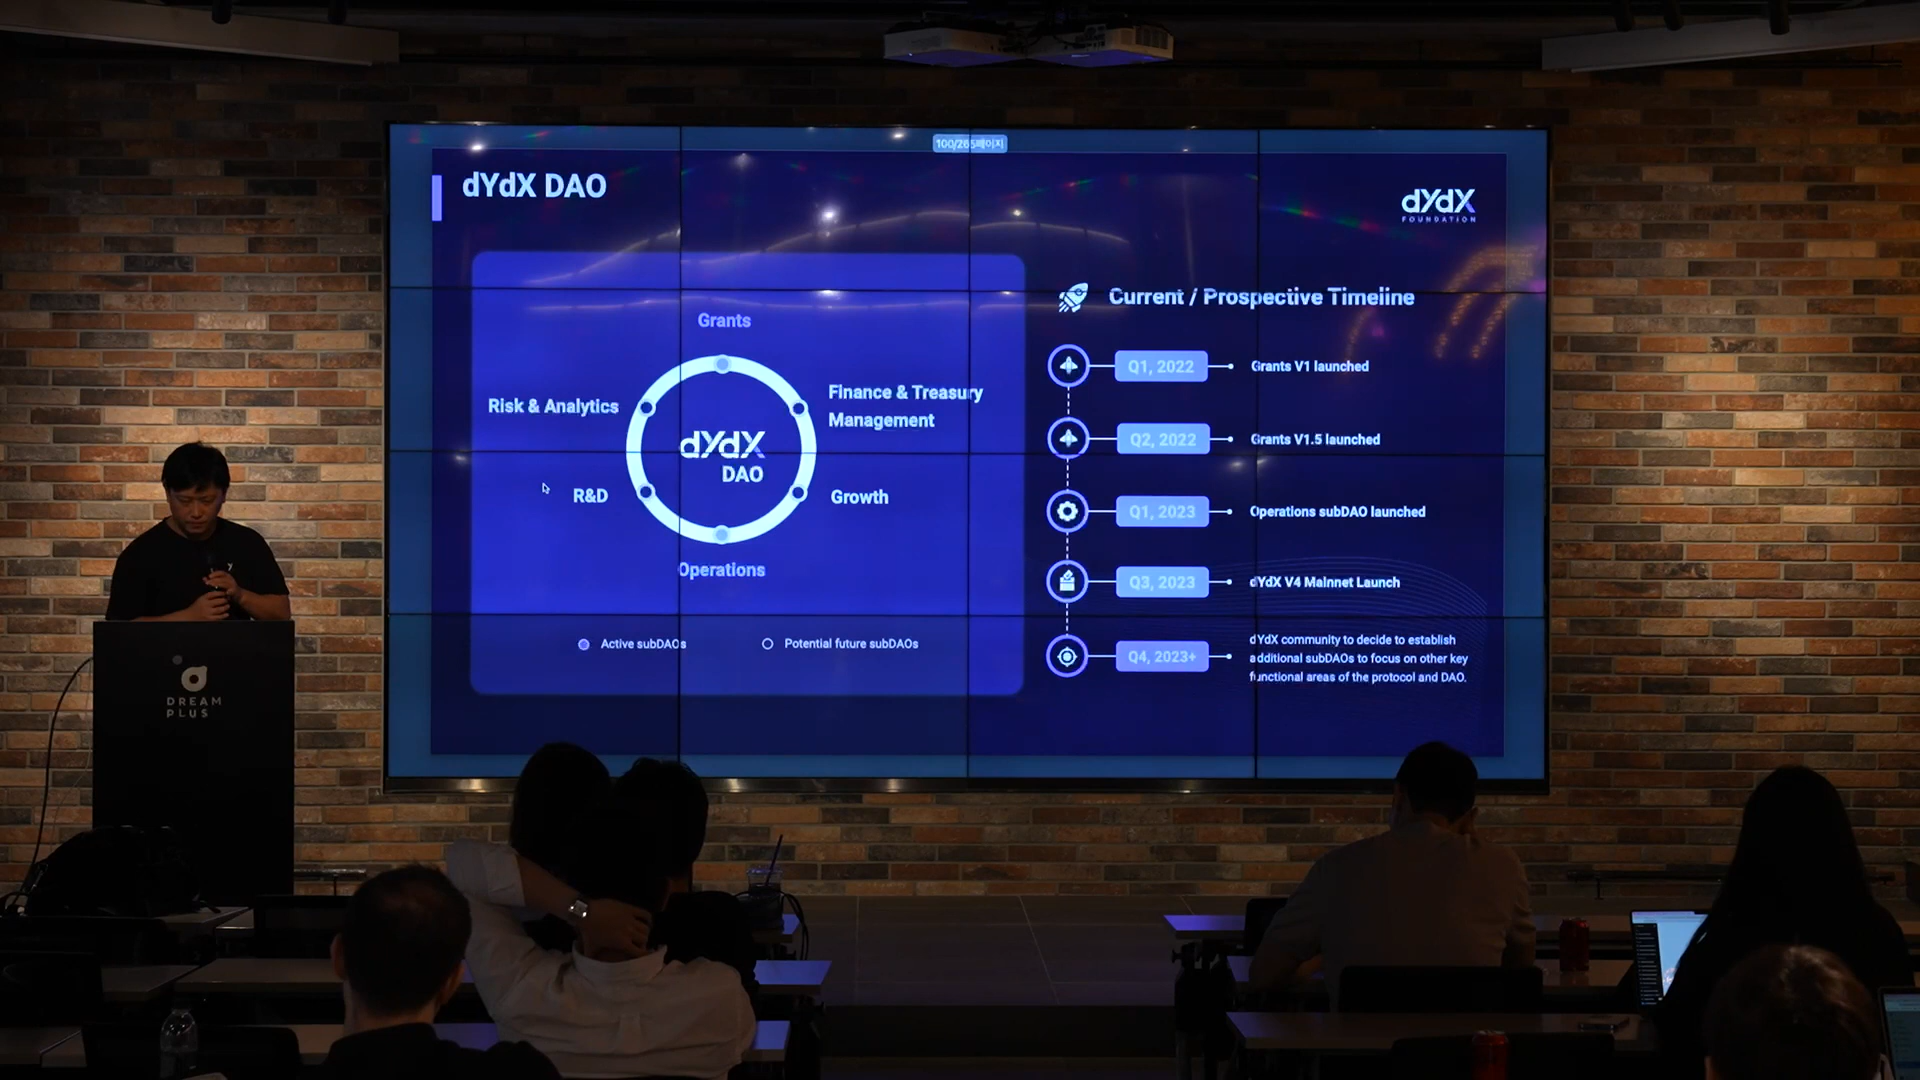 100/265페이지
dYdX DAO
dYdX
FOUNDATION
Grants
Risk & Analytics
Finance & Treasury
Management
dYdX
DAO
R&D
Growth
Operations
Active subDAOs
Potential future subDAOs
Current / Prospective Timeline
Q1, 2022
Grants V1 launched
Q2, 2022
Grants V1.5 launched
Q1, 2023
Operations subDAO launched
Q3, 2023
dYdX V4 Mainnet Launch
Q4, 2023+
dYdX community to decide to establish
additional subDAOs to focus on other key
functional areas of the protocol and DAO.
DREAM
PLUS